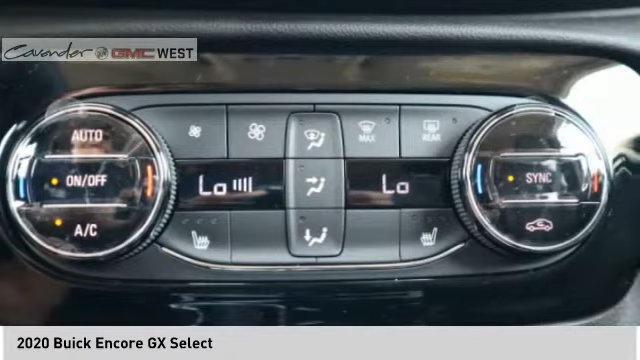 Cavender GMC WEST
AUTO
ON/OFF
A/C
MAX
REAR
Lo
Lo
SYNC
2020 Buick Encore GX Select